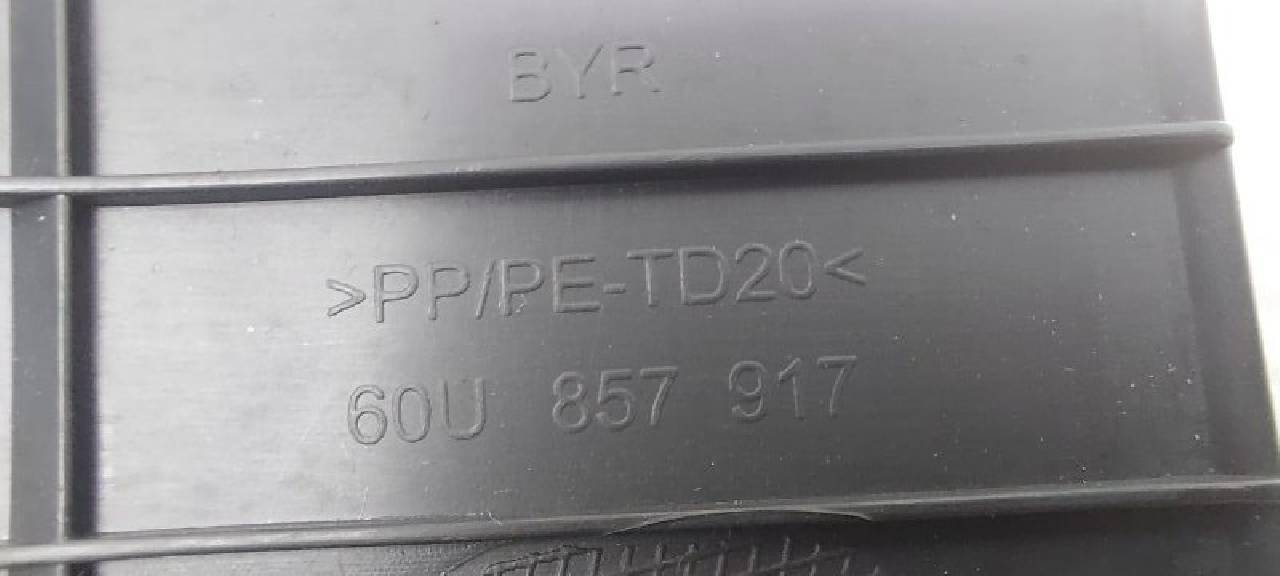 BYR
>PP/PE-TD20<
60U 857 917